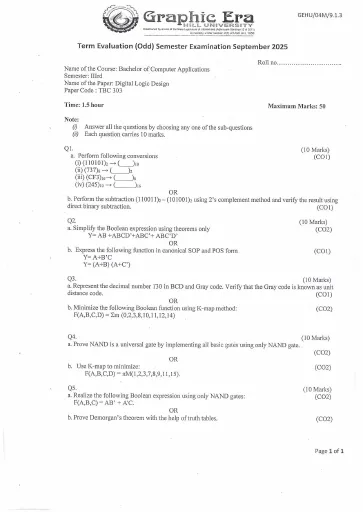 GEHU/04M/9.1.3
Graphic Era
HILL UNIVERSITY
Term Evaluation (Odd) Semester Examination September 2025
Roll no..............................
Name of the Course: Bachelor of Computer Applications
Semester: IIIrd
Name of the Paper: Digital Logic Design
Paper Code : TBC 303
Time: 1.5 hour Maximum Marks: 50
Note:
(i) Answer all the questions by choosing any one of the sub-questions
(ii) Each question carries 10 marks.
Q1. (10 Marks)
a. Perform following conversions (CO1)
(i) (110101)₂ → (______)₁₀
(ii) (737)₈ → (______)₂
(iii) (CF3)₁₆ → (______)₈
(iv) (245)₁₀ → (______)₁₆
OR
b. Perform the subtraction (110011)₂ – (101001)₂ using 2's complement method and verify the result using
direct binary subtraction. (CO1)
Q2. (10 Marks)
a. Simplify the Boolean expression using theorems only (CO2)
Y= AB +ABCD'+ABC'+ ABC'D'
OR
b. Express the following function in canonical SOP and POS form (CO1)
Y= A+B'C
Y= (A+B) (A+C')
Q3. (10 Marks)
a. Represent the decimal number 130 in BCD and Gray code. Verify that the Gray code is known as unit
distance code. (CO1)
OR
b. Minimize the following Boolean function using K-map method: (CO2)
F(A,B,C,D) = Σm (0,2,3,8,10,11,12,14)
Q4. (10 Marks)
a. Prove NAND is a universal gate by implementing all basic gates using only NAND gate.
(CO2)
OR
b. Use K-map to minimize: (CO2)
F(A,B,C,D) = πM(1,2,3,7,8,9,11,15).
Q5. (10 Marks)
a. Realize the following Boolean expression using only NAND gates: (CO2)
F(A,B,C) = AB' + A'C.
OR
b. Prove Demorgan's theorem with the help of truth tables. (CO2)
Page 1 of 1